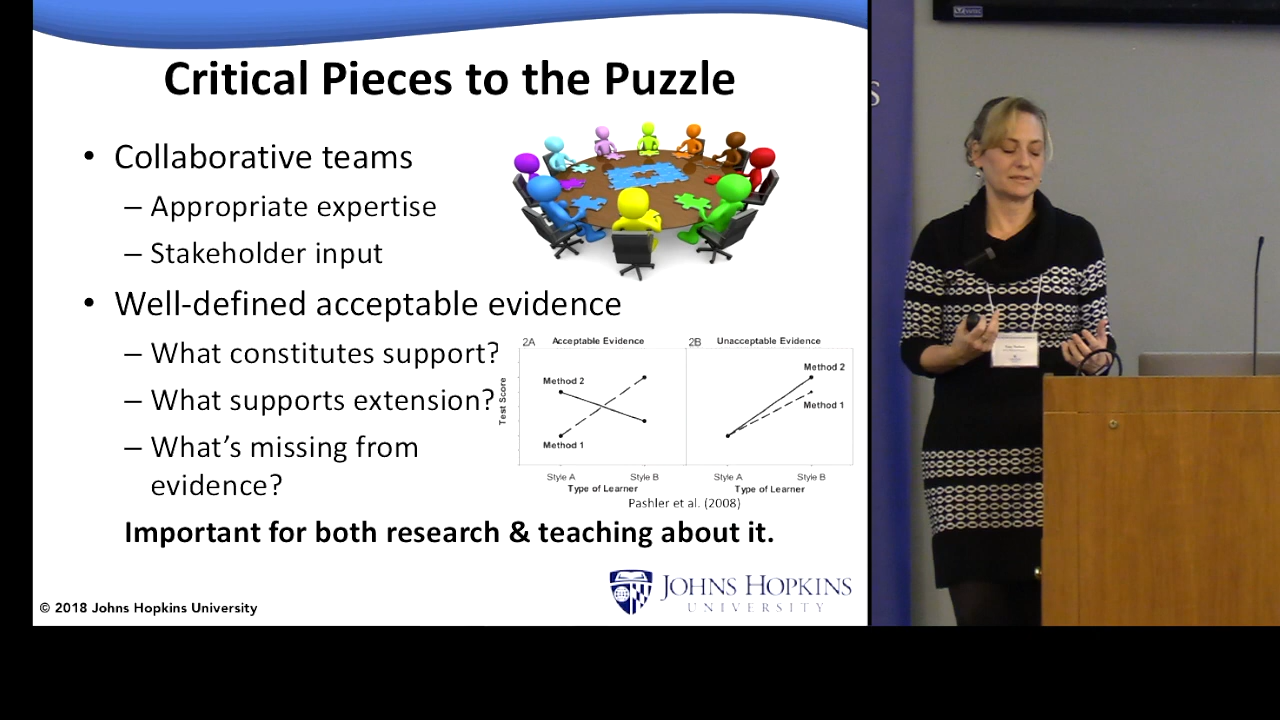 Critical Pieces to the Puzzle
• Collaborative teams
– Appropriate expertise
– Stakeholder input
• Well-defined acceptable evidence
– What constitutes support?
– What supports extension?
– What's missing from
evidence?
2A Acceptable Evidence
2B Unacceptable Evidence
Test Score
Method 2
Method 1
Method 2
Method 1
Style A Style B
Type of Learner
Style A Style B
Type of Learner
Pashler et al. (2008)
Important for both research & teaching about it.
© 2018 Johns Hopkins University
JOHNS HOPKINS
UNIVERSITY
S